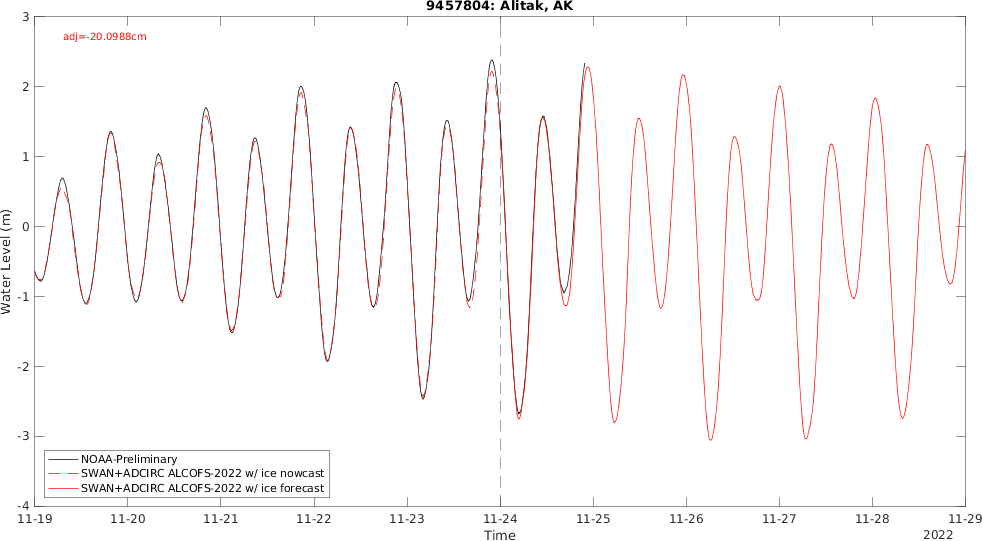 9457804: Alitak, AK
adj=-20.0988cm
Water Level (m)
3
2
1
0
-1
-2
-3
-4
NOAA-Preliminary
SWAN+ADCIRC ALCOFS-2022 w/ ice nowcast
SWAN+ADCIRC ALCOFS-2022 w/ ice forecast
11-19 11-20 11-21 11-22 11-23 11-24 11-25 11-26 11-27 11-28 11-29
Time
2022